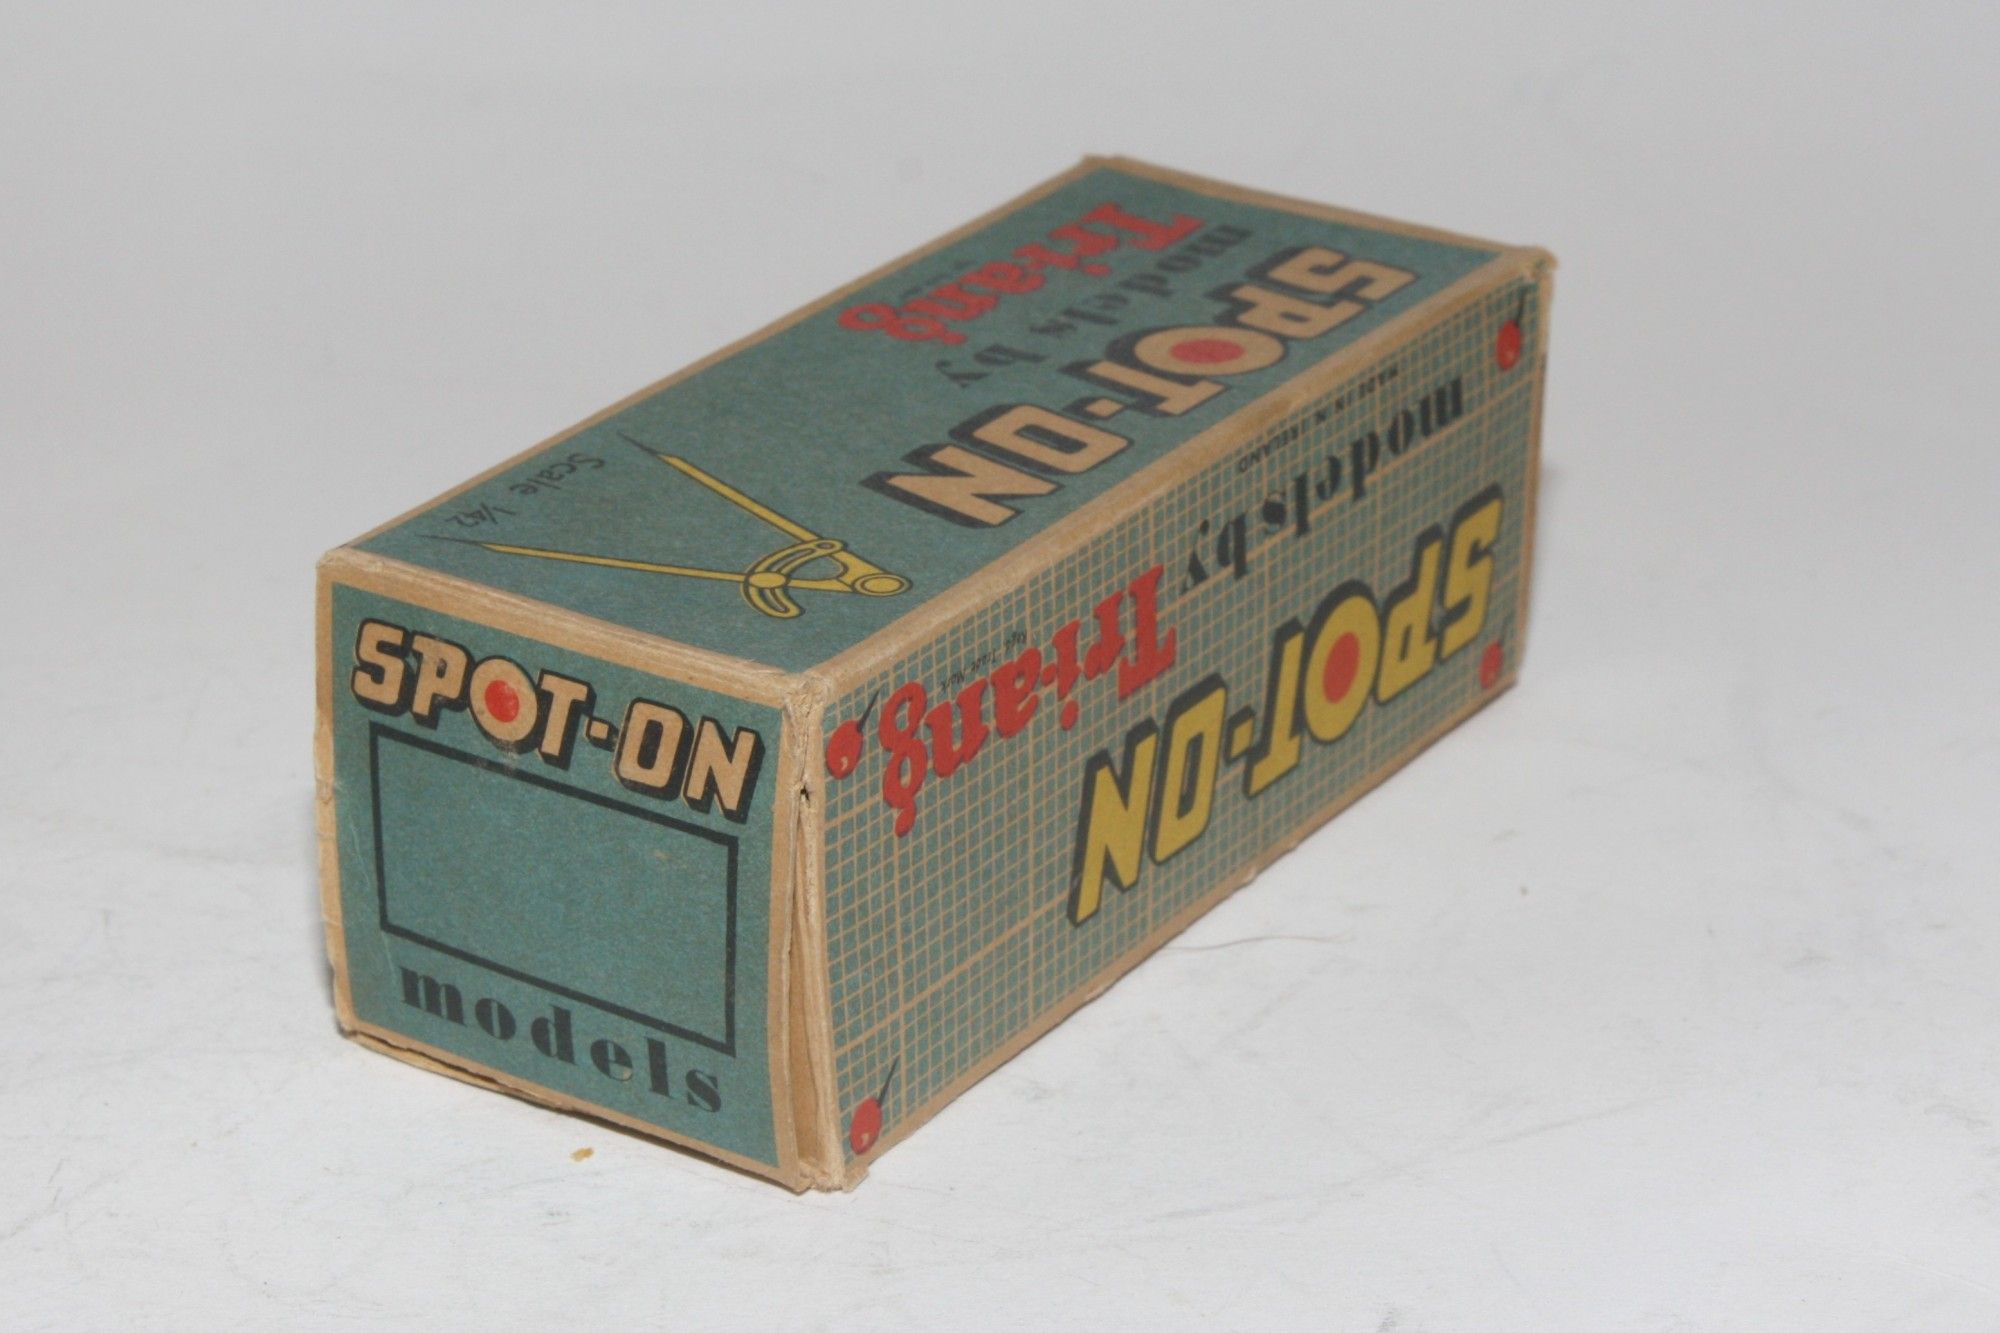 SPOT-ON
models
SPOT-ON
models by
Tri-ang
Scale 1/42
SPOT-ON
models by
Tri-ang
Regd. Trade Mark
MADE IN N. IRELAND